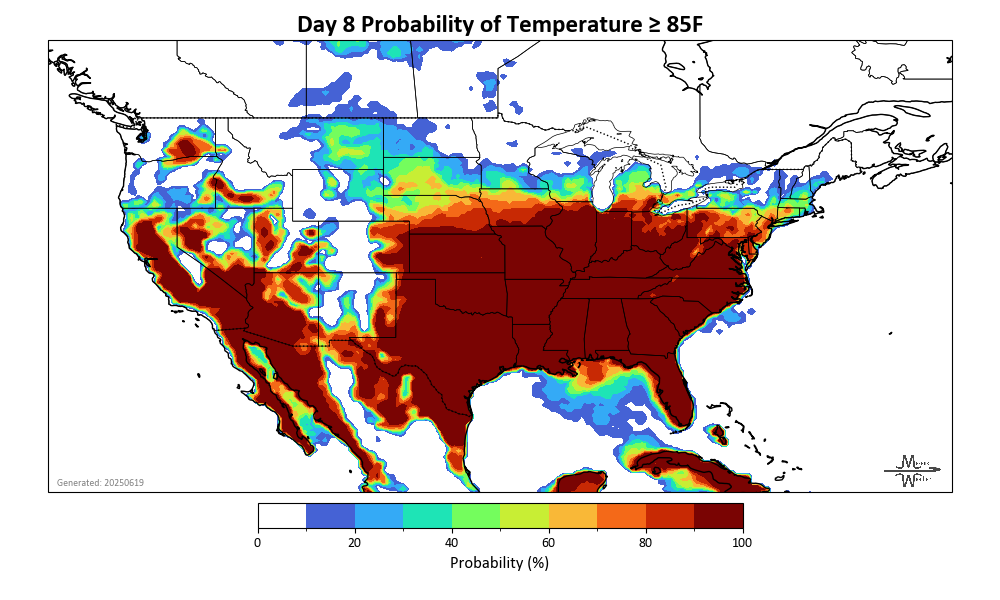 Day 8 Probability of Temperature ≥ 85F
Generated: 20250619
0 20 40 60 80 100
Probability (%)